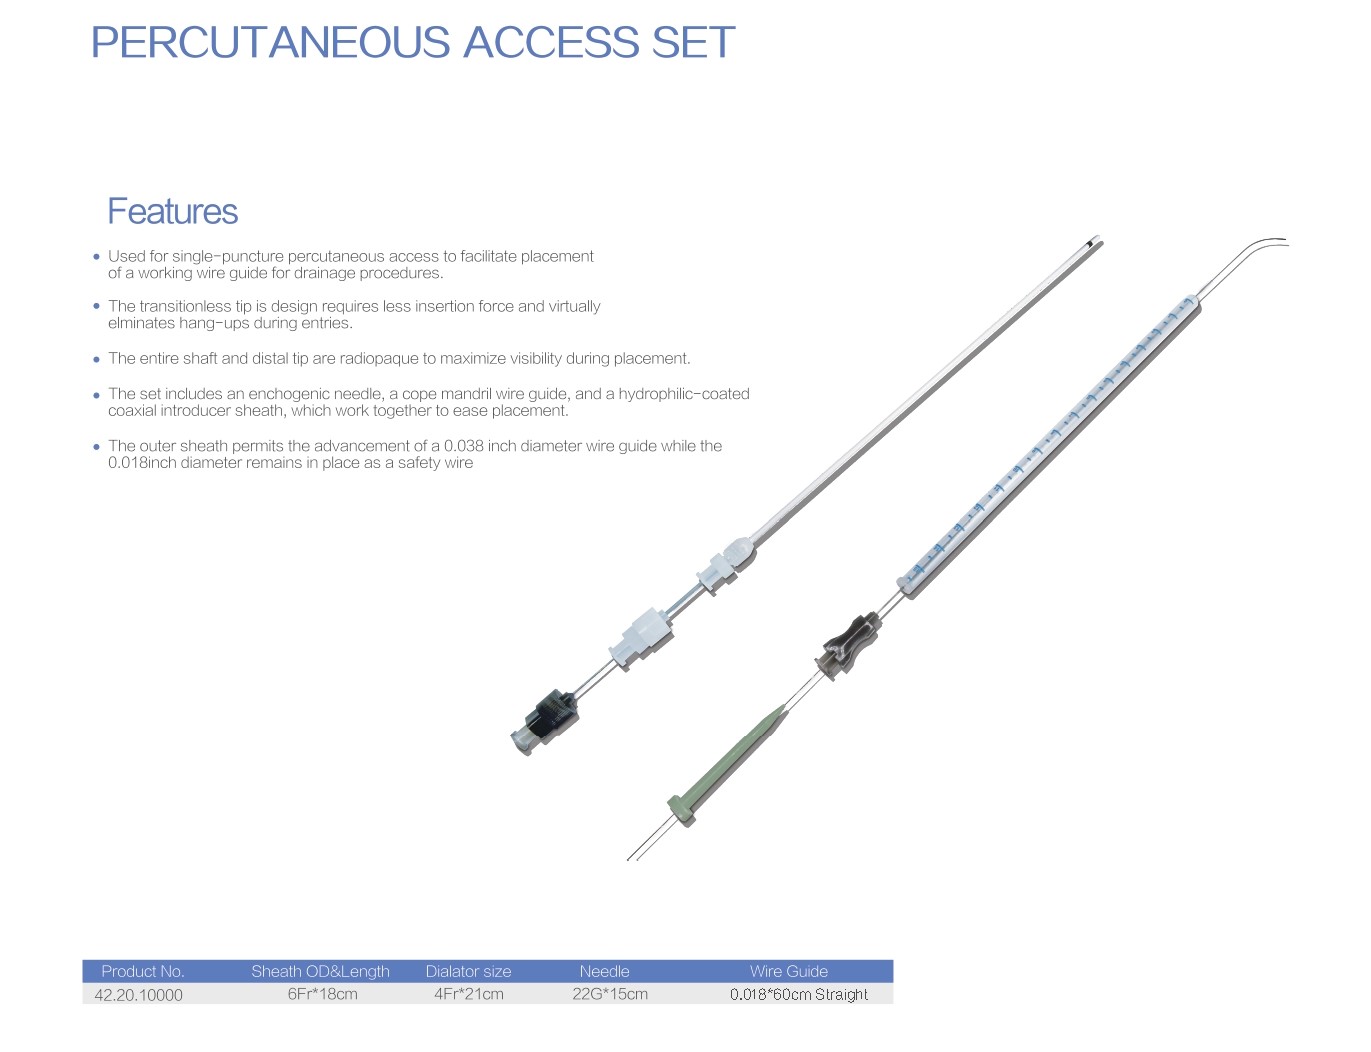 PERCUTANEOUS ACCESS SET
Features
● Used for single-puncture percutaneous access to facilitate placement
of a working wire guide for drainage procedures.
● The transitionless tip is design requires less insertion force and virtually
elminates hang-ups during entries.
● The entire shaft and distal tip are radiopaque to maximize visibility during placement.
● The set includes an enchogenic needle, a cope mandril wire guide, and a hydrophilic-coated
coaxial introducer sheath, which work together to ease placement.
● The outer sheath permits the advancement of a 0.038 inch diameter wire guide while the
0.018inch diameter remains in place as a safety wire
Product No. Sheath OD&Length Dialator size Needle Wire Guide
42.20.10000 6Fr*18cm 4Fr*21cm 22G*15cm 0.018*60cm Straight